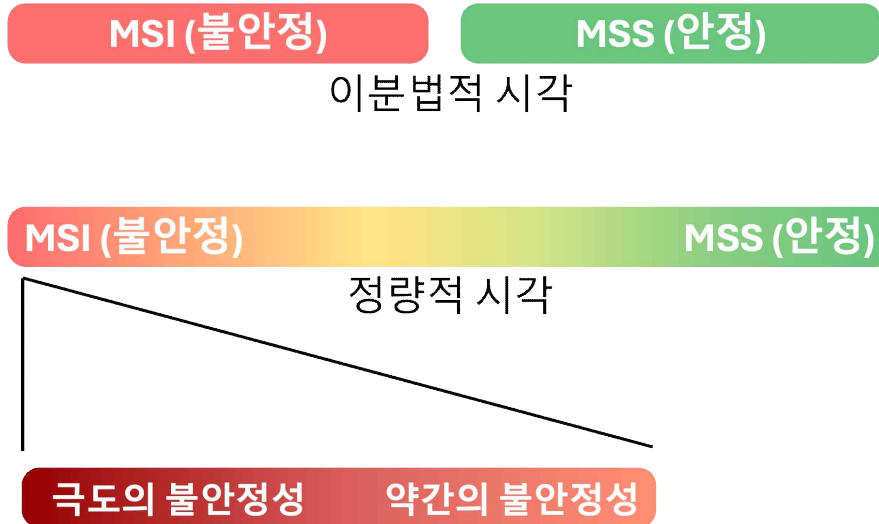 MSI (불안정) MSS (안정)
이분법적 시각
MSI (불안정) MSS (안정)
정량적 시각
극도의 불안정성 약간의 불안정성